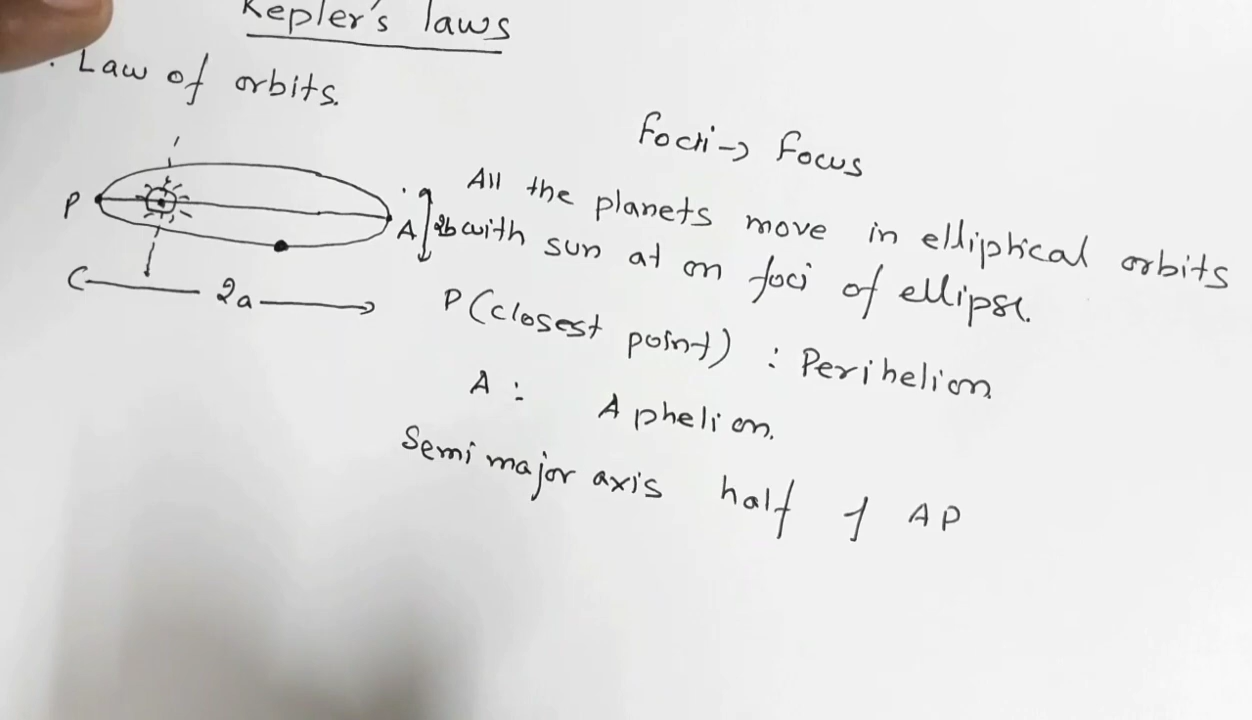 Kepler's laws
. Law of orbits.
Foci -> Focus
P
A
2b
2a
All the planets move in elliptical orbits
with sun at on foci of ellipse.
P (closest point) : Perihelion
A : Aphelion.
Semi major axis half of AP